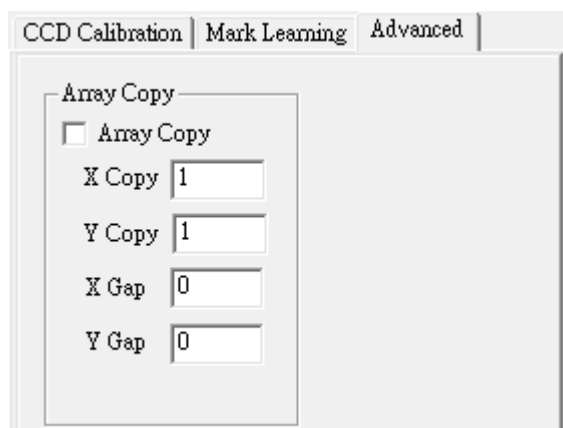 CCD Calibration Mark Learning Advanced
Array Copy
Array Copy
X Copy 1
Y Copy 1
X Gap 0
Y Gap 0